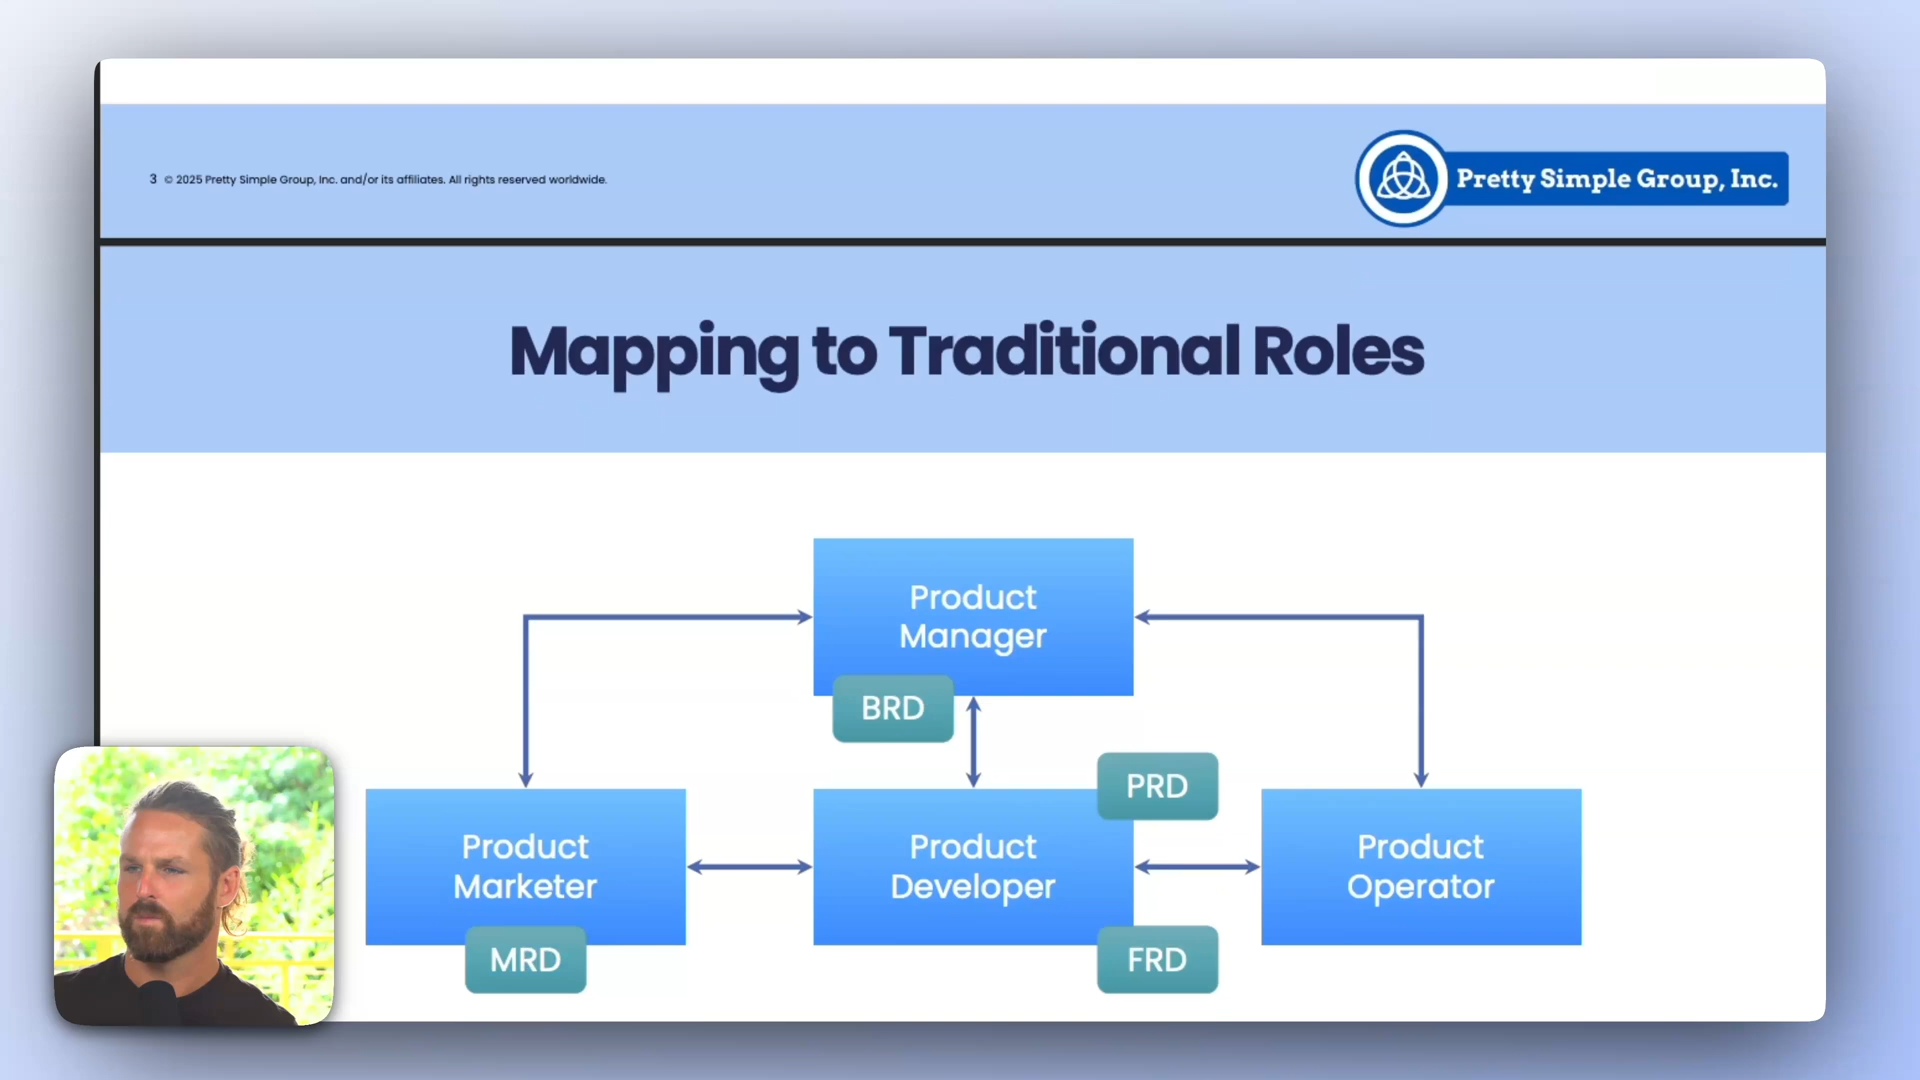 3 © 2025 Pretty Simple Group, Inc. and/or its affiliates. All rights reserved worldwide.
Pretty Simple Group, Inc.
Mapping to Traditional Roles
Product
Manager
BRD
PRD
Product
Marketer
Product
Developer
Product
Operator
MRD
FRD